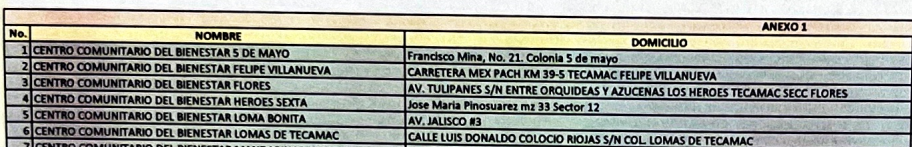 ANEXO 1
No. NOMBRE DOMICILIO
1 CENTRO COMUNITARIO DEL BIENESTAR 5 DE MAYO Francisco Mina, No. 21. Colonia 5 de mayo
2 CENTRO COMUNITARIO DEL BIENESTAR FELIPE VILLANUEVA CARRETERA MEX PACH KM 39-5 TECAMAC FELIPE VILLANUEVA
3 CENTRO COMUNITARIO DEL BIENESTAR FLORES AV. TULIPANES S/N ENTRE ORQUIDEAS Y AZUCENAS LOS HEROES TECAMAC SECC FLORES
4 CENTRO COMUNITARIO DEL BIENESTAR HEROES SEXTA Jose Maria Pinosuarez mz 33 Sector 12
5 CENTRO COMUNITARIO DEL BIENESTAR LOMA BONITA AV. JALISCO #3
6 CENTRO COMUNITARIO DEL BIENESTAR LOMAS DE TECAMAC CALLE LUIS DONALDO COLOCIO RIOJAS S/N COL. LOMAS DE TECAMAC
7 CENTRO COMUNITARIO DEL BIENESTAR